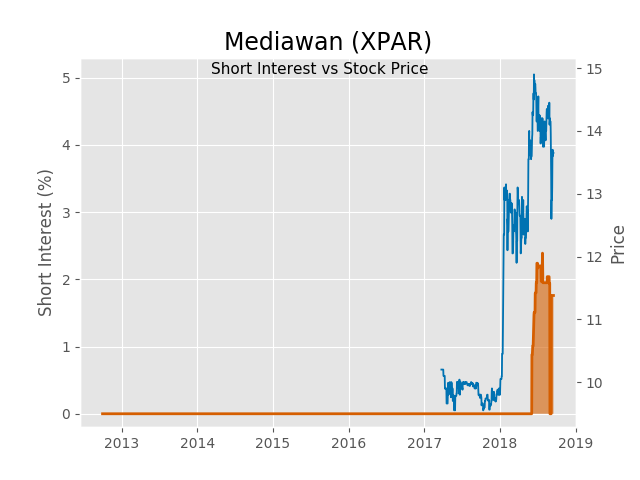 Mediawan (XPAR)
Short Interest vs Stock Price
Short Interest (%)
5
4
3
2
1
0
15
14
13
12
11
10
Price
2013 2014 2015 2016 2017 2018 2019